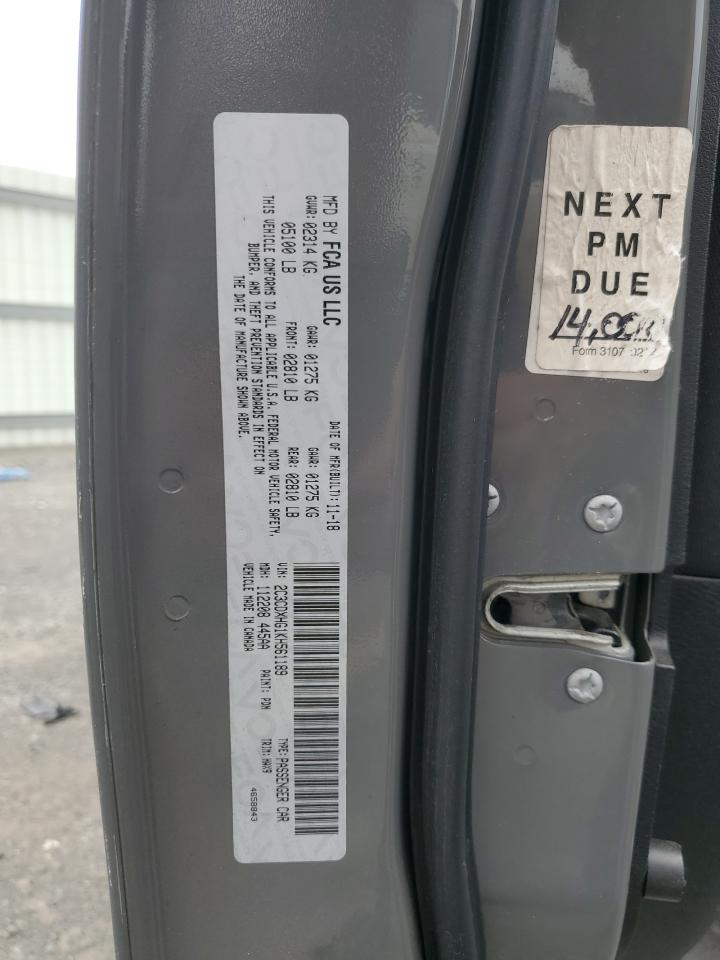 MFD BY FCA US LLC DATE OF MFR(BUILT): 11-18
GVWR: 02314 KG GAWR: 01275 KG GAWR: 01275 KG
05100 LB FRONT: 02810 LB REAR: 02810 LB
THIS VEHICLE CONFORMS TO ALL APPLICABLE U.S.A. FEDERAL MOTOR VEHICLE SAFETY,
BUMPER, AND THEFT PREVENTION STANDARDS IN EFFECT ON
THE DATE OF MANUFACTURE SHOWN ABOVE.
VIN: 2C3CDXHG1KH561189 TYPE: PASSENGER CAR
MDH: 112208 445AA PAINT: PDN TRIM: MAX9
VEHICLE MADE IN CANADA 4658843
NEXT
PM
DUE
Form 3107